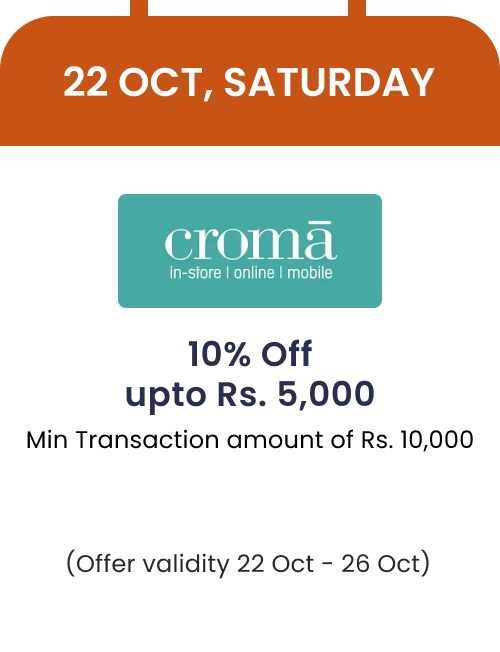 22 OCT, SATURDAY
cromā
in-store | online | mobile
10% Off
upto Rs. 5,000
Min Transaction amount of Rs. 10,000
(Offer validity 22 Oct - 26 Oct)